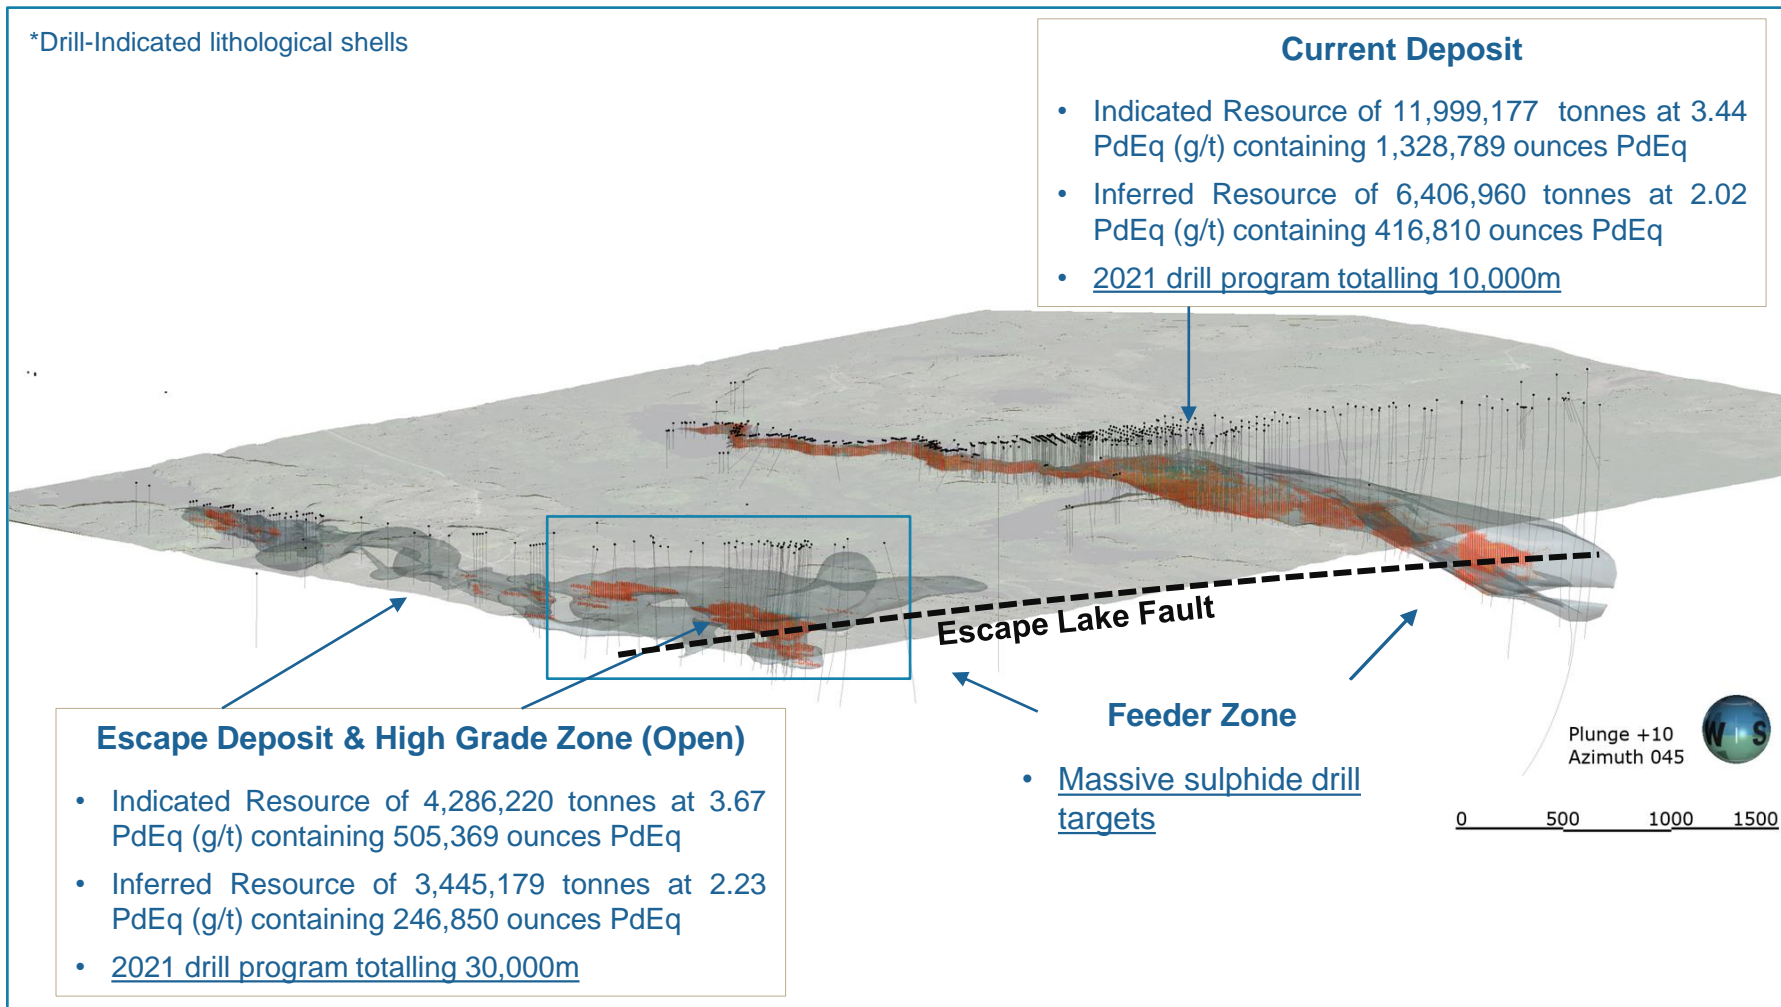 *Drill-Indicated lithological shells
Current Deposit
• Indicated Resource of 11,999,177 tonnes at 3.44
PdEq (g/t) containing 1,328,789 ounces PdEq
• Inferred Resource of 6,406,960 tonnes at 2.02
PdEq (g/t) containing 416,810 ounces PdEq
• 2021 drill program totalling 10,000m
Escape Lake Fault
Escape Deposit & High Grade Zone (Open)
• Indicated Resource of 4,286,220 tonnes at 3.67
PdEq (g/t) containing 505,369 ounces PdEq
• Inferred Resource of 3,445,179 tonnes at 2.23
PdEq (g/t) containing 246,850 ounces PdEq
• 2021 drill program totalling 30,000m
Feeder Zone
• Massive sulphide drill
targets
Plunge +10
Azimuth 045
W S
0 500 1000 1500